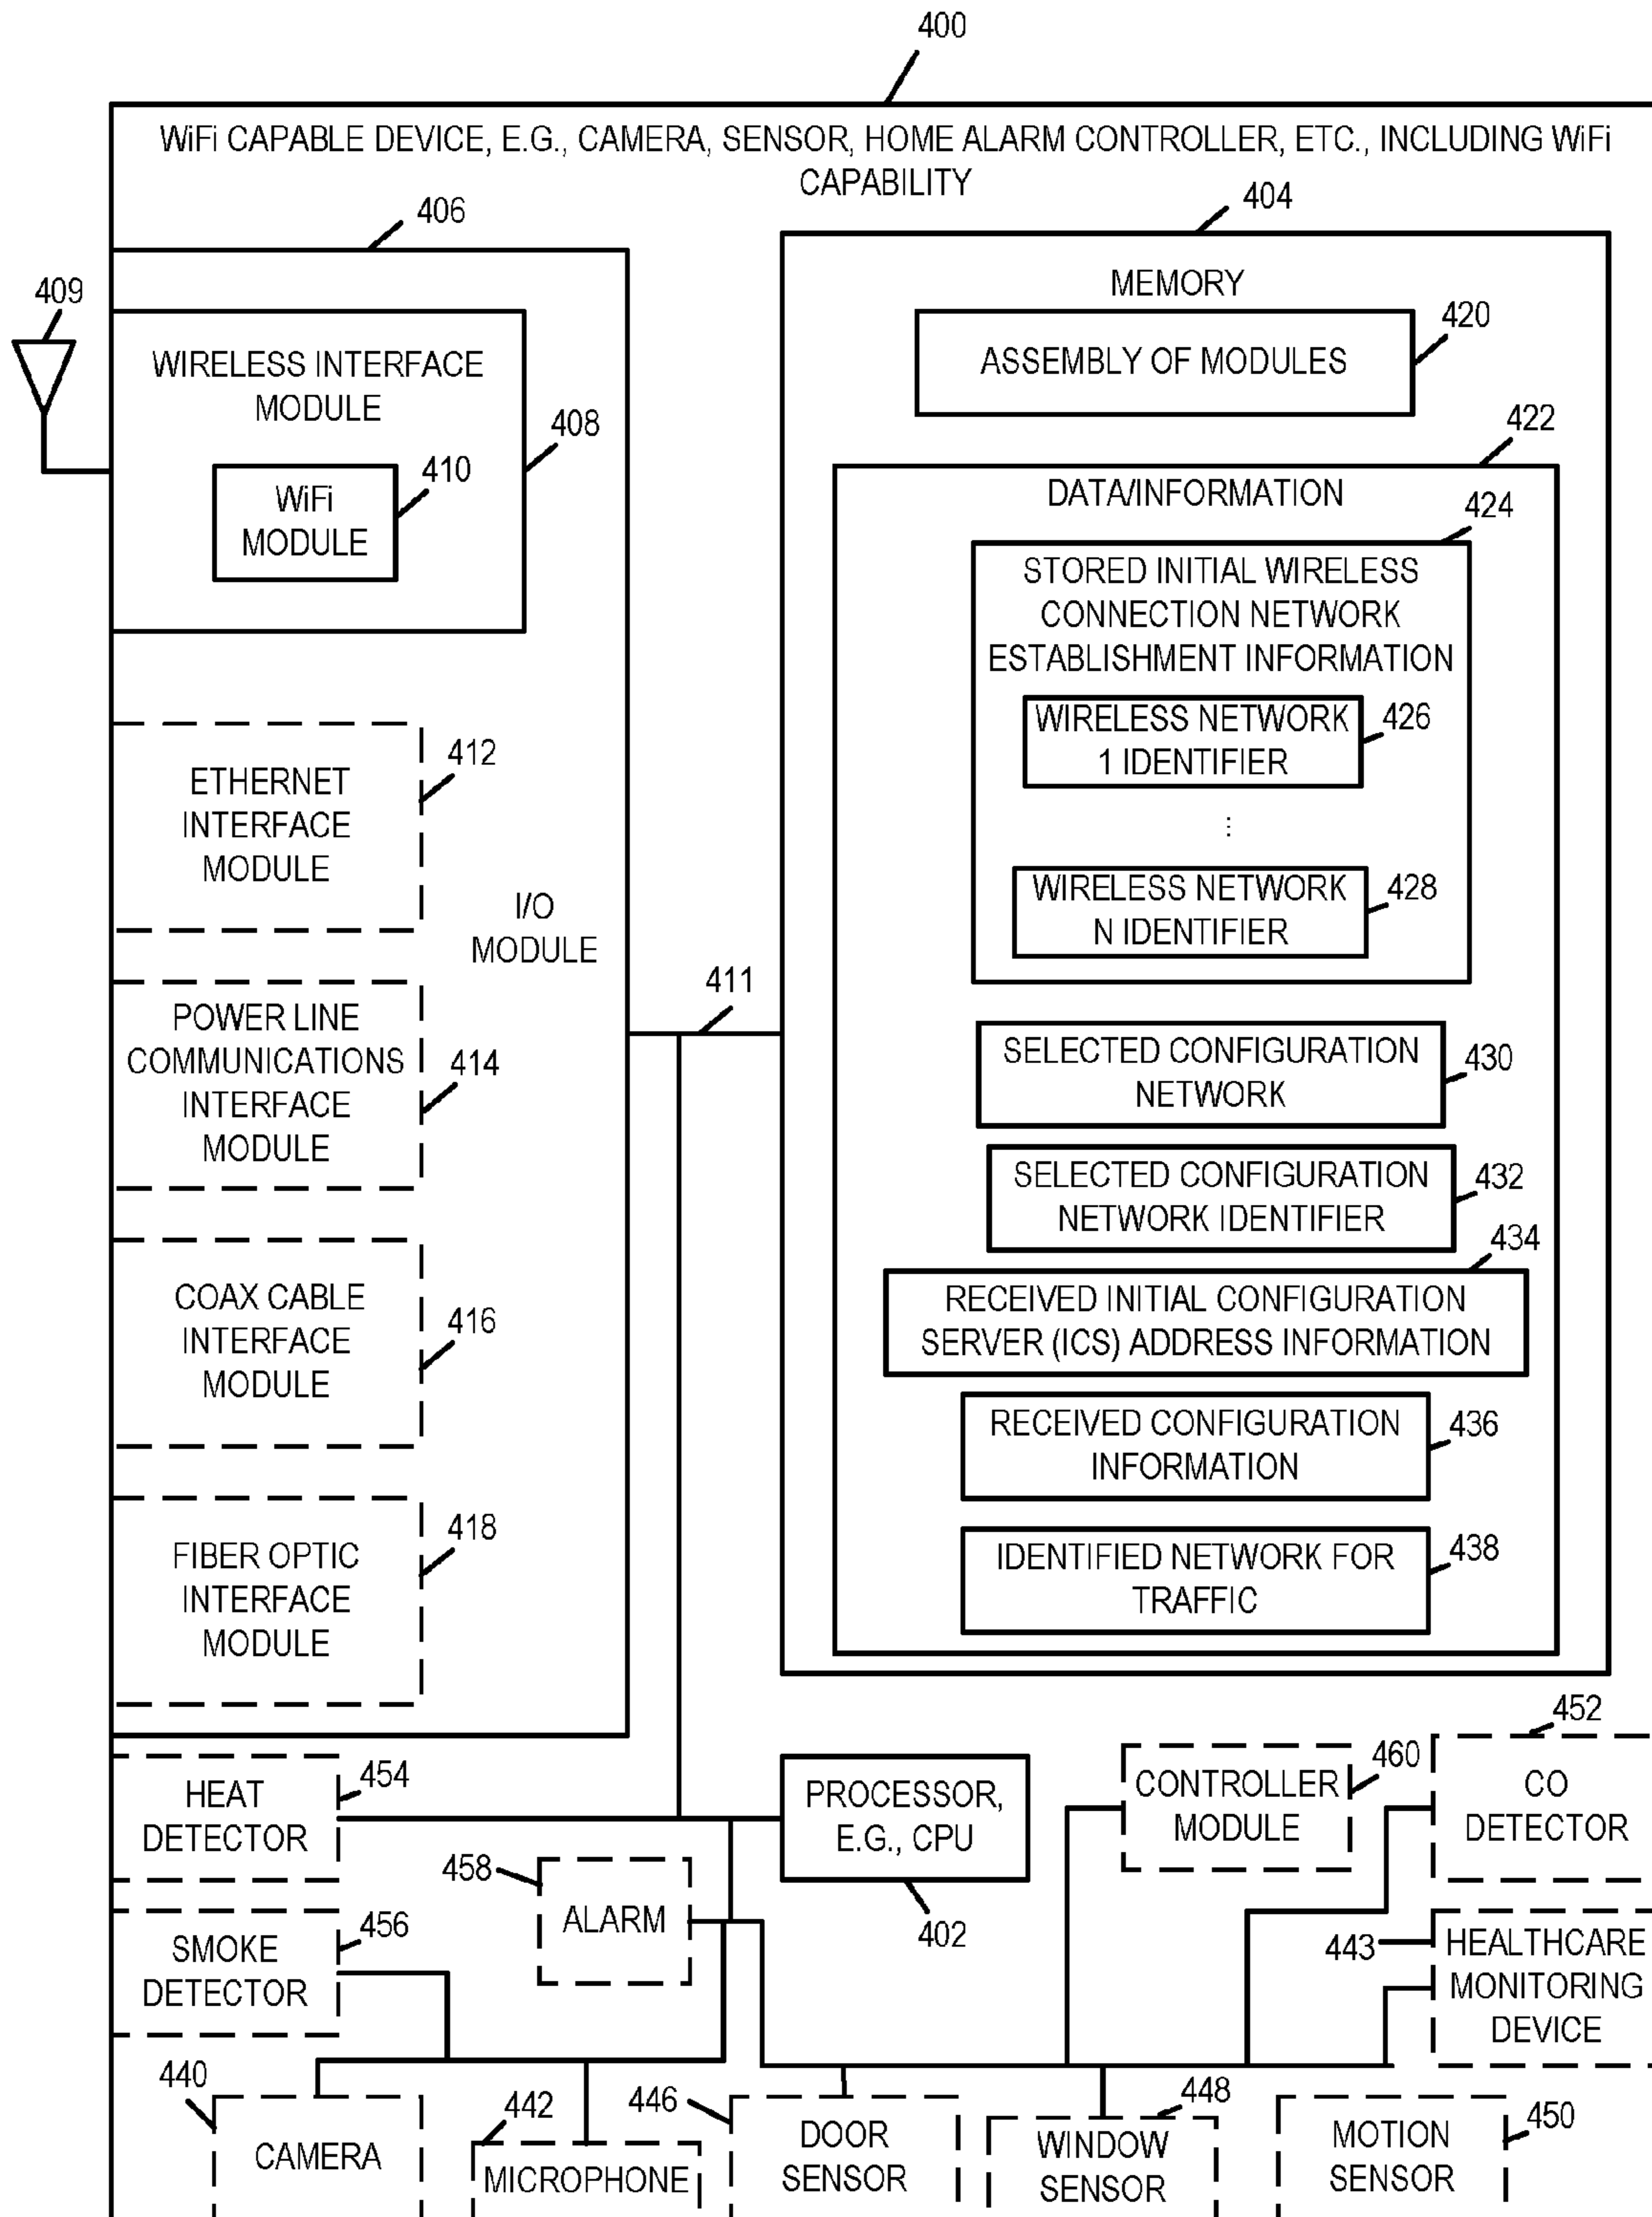 400
WiFi CAPABLE DEVICE, E.G., CAMERA, SENSOR, HOME ALARM CONTROLLER, ETC., INCLUDING WiFi
CAPABILITY
406
404
409
WIRELESS INTERFACE
MODULE
408
WiFi
MODULE
410
MEMORY
420
ASSEMBLY OF MODULES
422
DATA/INFORMATION
424
STORED INITIAL WIRELESS
CONNECTION NETWORK
ESTABLISHMENT INFORMATION
WIRELESS NETWORK
1 IDENTIFIER
426
⋮
WIRELESS NETWORK
N IDENTIFIER
428
ETHERNET
INTERFACE
MODULE
412
I/O
MODULE
411
POWER LINE
COMMUNICATIONS
INTERFACE
MODULE
414
SELECTED CONFIGURATION
NETWORK
430
SELECTED CONFIGURATION
NETWORK IDENTIFIER
432
434
COAX CABLE
INTERFACE
MODULE
416
RECEIVED INITIAL CONFIGURATION
SERVER (ICS) ADDRESS INFORMATION
RECEIVED CONFIGURATION
INFORMATION
436
FIBER OPTIC
INTERFACE
MODULE
418
IDENTIFIED NETWORK FOR
TRAFFIC
438
HEAT
DETECTOR
454
PROCESSOR,
E.G., CPU
402
CONTROLLER
MODULE
460
452
CO
DETECTOR
458
ALARM
SMOKE
DETECTOR
456
443
HEALTHCARE
MONITORING
DEVICE
440
CAMERA
442
MICROPHONE
446
DOOR
SENSOR
448
WINDOW
SENSOR
MOTION
SENSOR
450